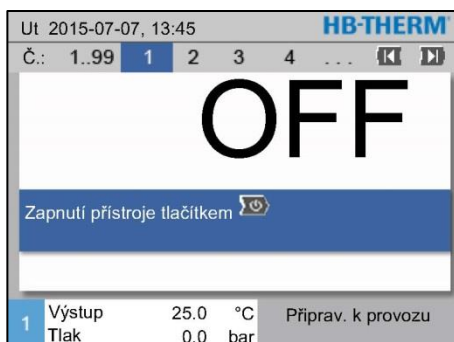 Ut 2015-07-07, 13:45 HB-THERM
Č.: 1..99 1 2 3 4 ...
OFF
Zapnutí přístroje tlačítkem
1 Výstup 25.0 °C Připrav. k provozu
Tlak 0.0 bar